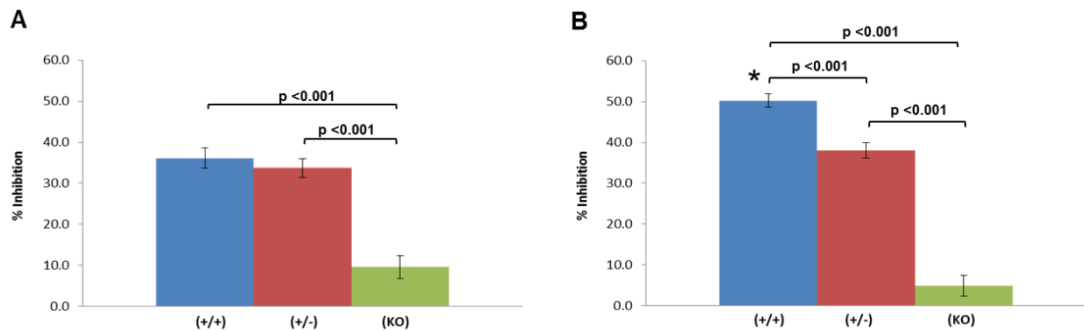 A
60.0
50.0
40.0
30.0
20.0
10.0
0.0
% Inhibition
p <0.001
p <0.001
(+/+) (+/-) (KO)
B
60.0
50.0
40.0
30.0
20.0
10.0
0.0
% Inhibition
p <0.001
* p <0.001
p <0.001
(+/+) (+/-) (KO)